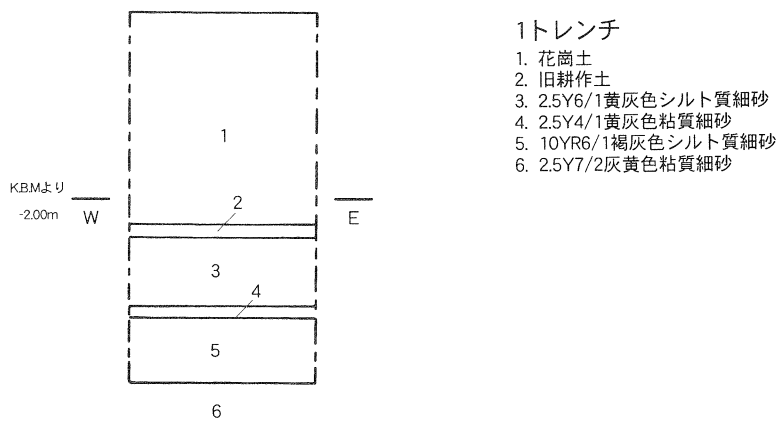 1トレンチ
1. 花崗土
2. 旧耕作土
3. 2.5Y6/1黄灰色シルト質細砂
4. 2.5Y4/1黄灰色粘質細砂
5. 10YR6/1褐灰色シルト質細砂
6. 2.5Y7/2灰黄色粘質細砂
1
K.B.Mより
-2.00m
W
2
E
3
4
5
6